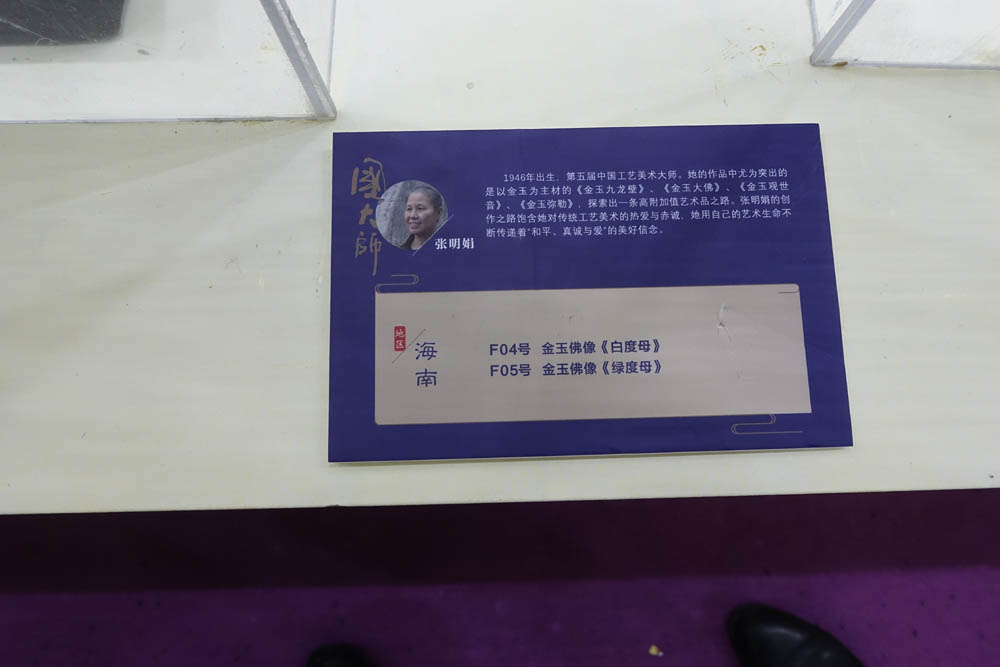 國大師
张明娟
1946年出生，第五届中国工艺美术大师。她的作品中尤为突出的
是以金玉为主材的《金玉九龙壁》、《金玉大佛》、《金玉观世
音》、《金玉弥勒》，探索出一条高附加值艺术品之路。张明娟的创
作之路饱含她对传统工艺美术的热爱与赤诚，她用自己的艺术生命不
断传递着“和平、真诚与爱”的美好信念。
地区
海南
F04号 金玉佛像《白度母》
F05号 金玉佛像《绿度母》